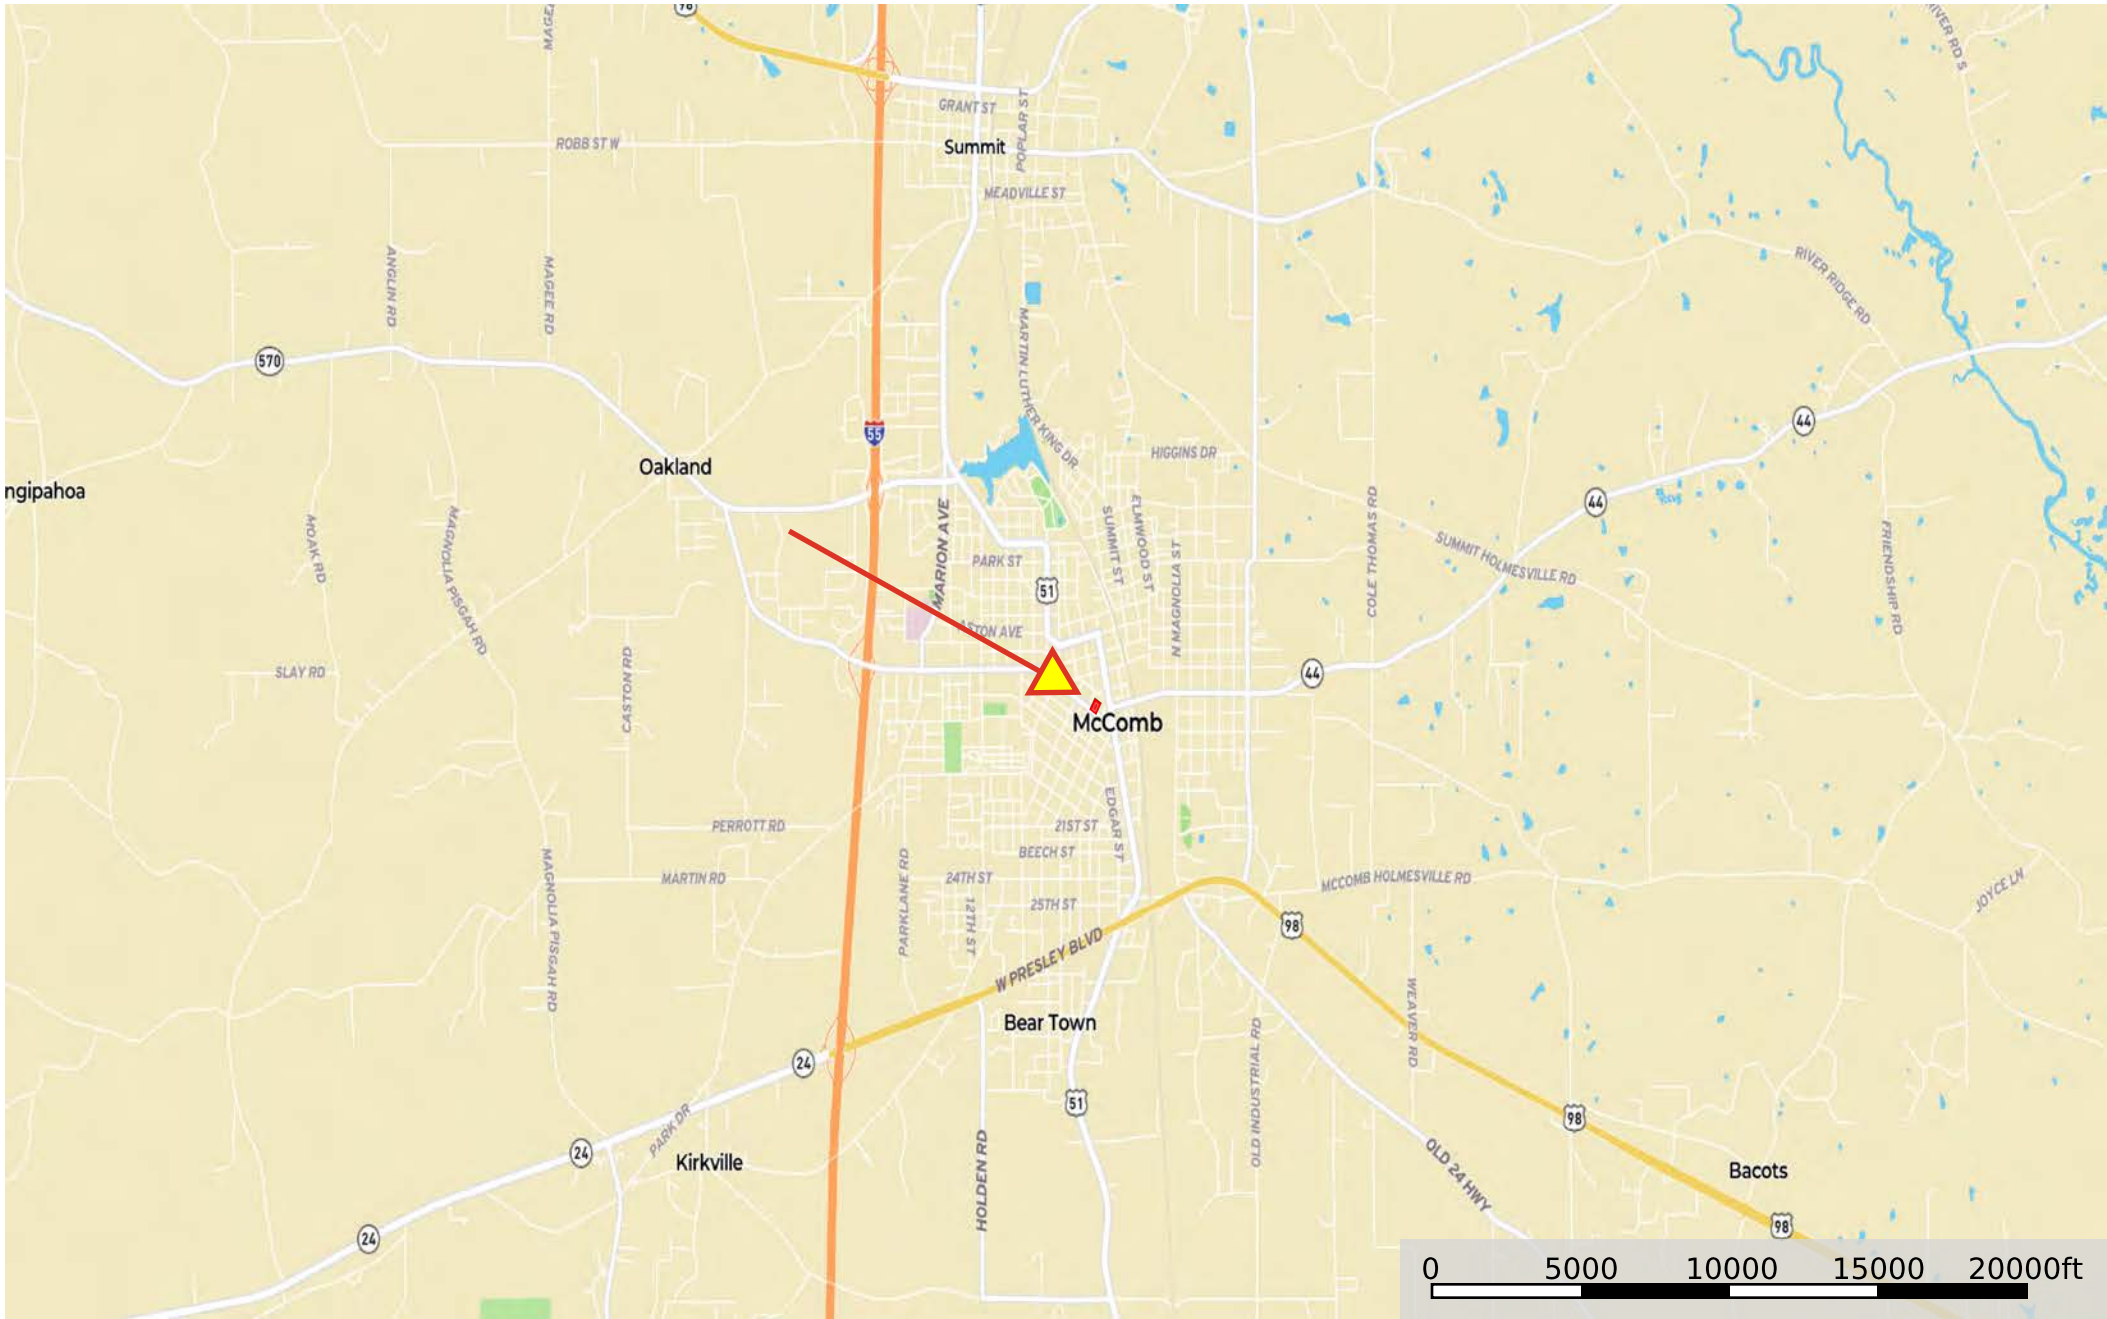 98
MAGEE
RIVER RD S
GRANT ST
POPLAR ST
ROBB ST W
Summit
MEADVILLE ST
ANGLIN RD
MAGEE RD
RIVER RIDGE RD
570
MARTIN LUTHER KING DR
44
55
HIGGINS DR
Oakland
ngipahoa
44
MOAK RD
MAGNOLIA PISGAH RD
MARION AVE
SUMMIT ST
ELMWOOD ST
N MAGNOLIA ST
COLE THOMAS RD
SUMMIT HOLMESVILLE RD
FRIENDSHIP RD
PARK ST
51
ASTON AVE
SLAY RD
CASTON RD
44
McComb
EDGAR ST
PERROTT RD
21ST ST
BEECH ST
MARTIN RD
PARKLANE RD
24TH ST
MCCOMB HOLMESVILLE RD
JOYCE LN
25TH ST
12TH ST
MAGNOLIA PISGAH RD
98
W PRESLEY BLVD
Bear Town
WEAVER RD
OLD INDUSTRIAL RD
24
51
98
PARK DR
24
Kirkville
HOLDEN RD
OLD 24 HWY
Bacots
98
24
0 5000 10000 15000 20000ft